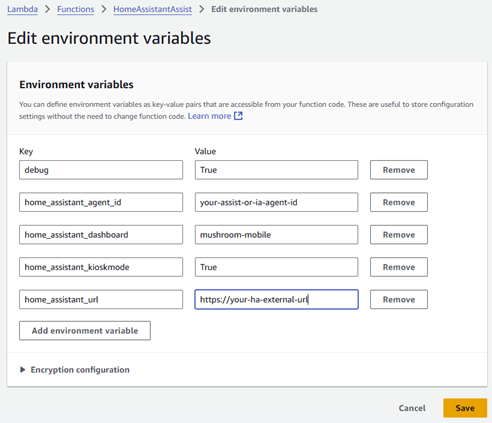 Lambda > Functions > HomeAssistantAssist > Edit environment variables
Edit environment variables
Environment variables
You can define environment variables as key-value pairs that are accessible from your function code. These are useful to store configuration
settings without the need to change function code. Learn more
Key Value
debug True Remove
home_assistant_agent_id your-assist-or-ia-agent-id Remove
home_assistant_dashboard mushroom-mobile Remove
home_assistant_kioskmode True Remove
home_assistant_url https://your-ha-external-url Remove
Add environment variable
Encryption configuration
Cancel Save